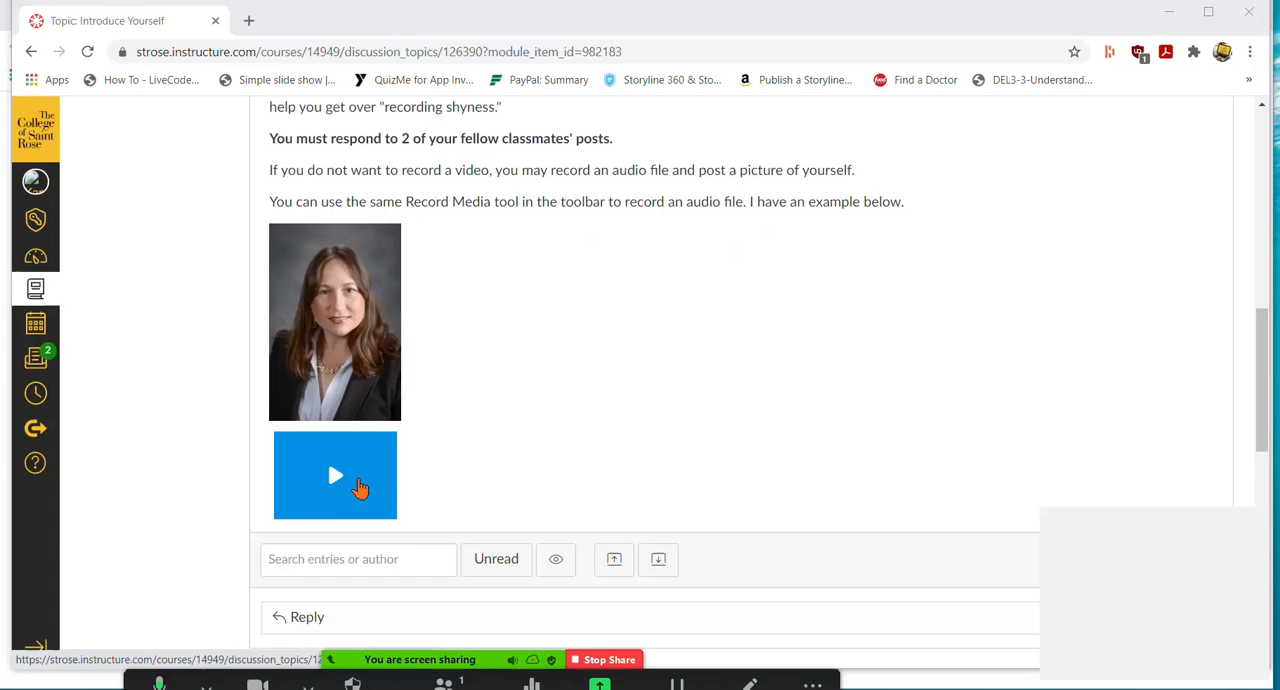 Topic: Introduce Yourself
strose.instructure.com/courses/14949/discussion_topics/126390?module_item_id=982183
1
Apps
How To - LiveCode...
Simple slide show |...
QuizMe for App Inv...
PayPal: Summary
Storyline 360 & Sto...
Publish a Storyline...
food
Find a Doctor
DEL3-3-Understand...
»
The
College
of Saint
Rose
help you get over "recording shyness."
You must respond to 2 of your fellow classmates' posts.
If you do not want to record a video, you may record an audio file and post a picture of yourself.
You can use the same Record Media tool in the toolbar to record an audio file. I have an example below.
2
Search entries or author
Unread
Reply
https://strose.instructure.com/courses/14949/discussion_topics/12
You are screen sharing
Stop Share
1